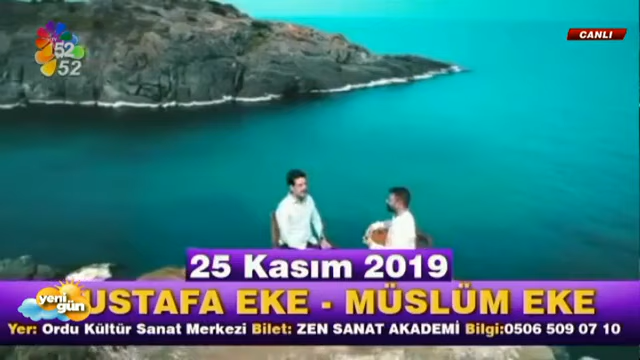 52
52
CANLI
25 Kasım 2019
yeni
gün
USTAFA EKE - MÜSLÜM EKE
Yer: Ordu Kültür Sanat Merkezi Bilet: ZEN SANAT AKADEMİ Bilgi:0506 509 07 10